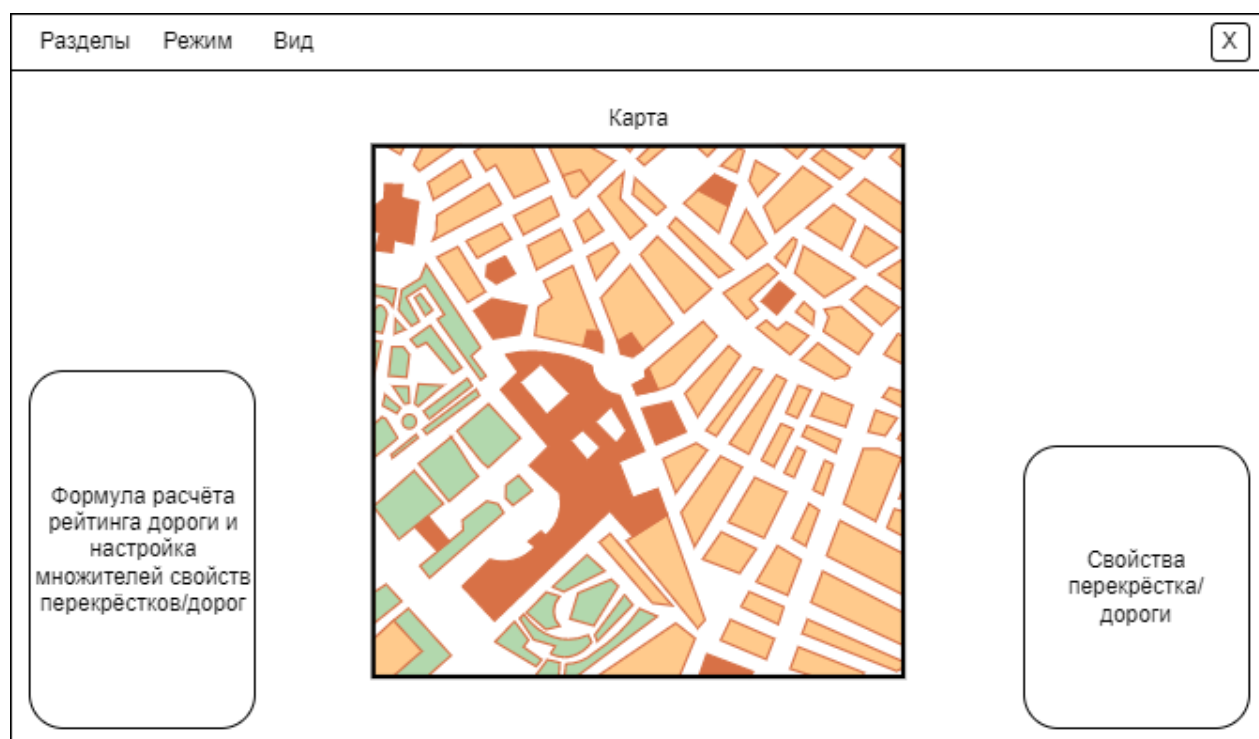 Разделы Режим Вид X
Карта
Формула расчёта
рейтинга дороги и
настройка
множителей свойств
перекрёстков/дорог
Свойства
перекрёстка/
дороги